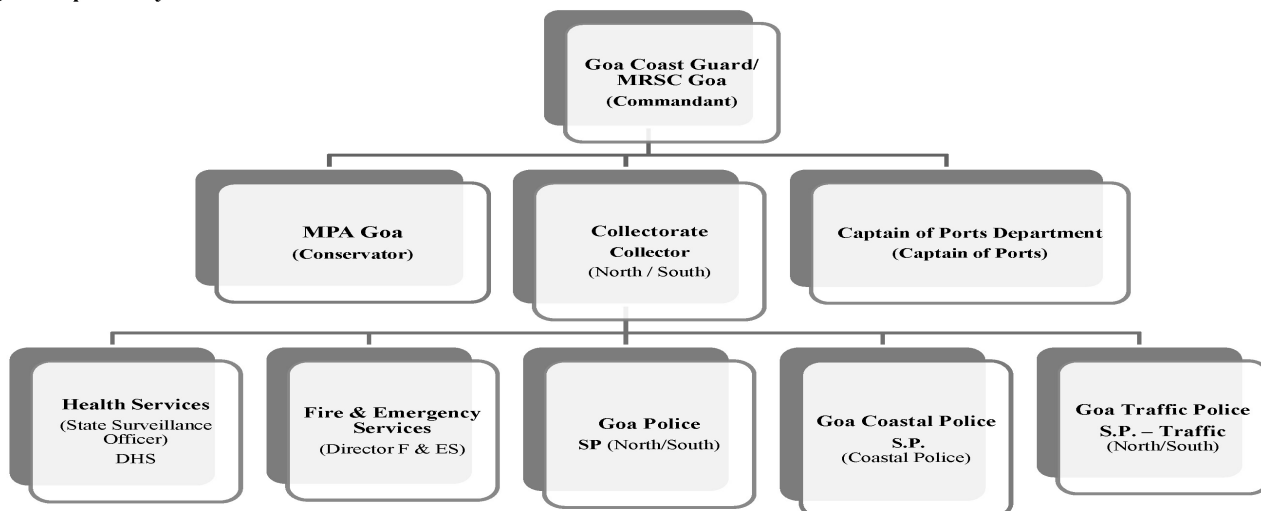 Goa Coast Guard/
MRSC Goa
(Commandant)
MPA Goa
(Conservator)
Collectorate
Collector
(North / South)
Captain of Ports Department
(Captain of Ports)
Health Services
(State Surveillance
Officer)
DHS
Fire & Emergency
Services
(Director F & ES)
Goa Police
SP (North/South)
Goa Coastal Police
S.P.
(Coastal Police)
Goa Traffic Police
S.P. – Traffic
(North/South)